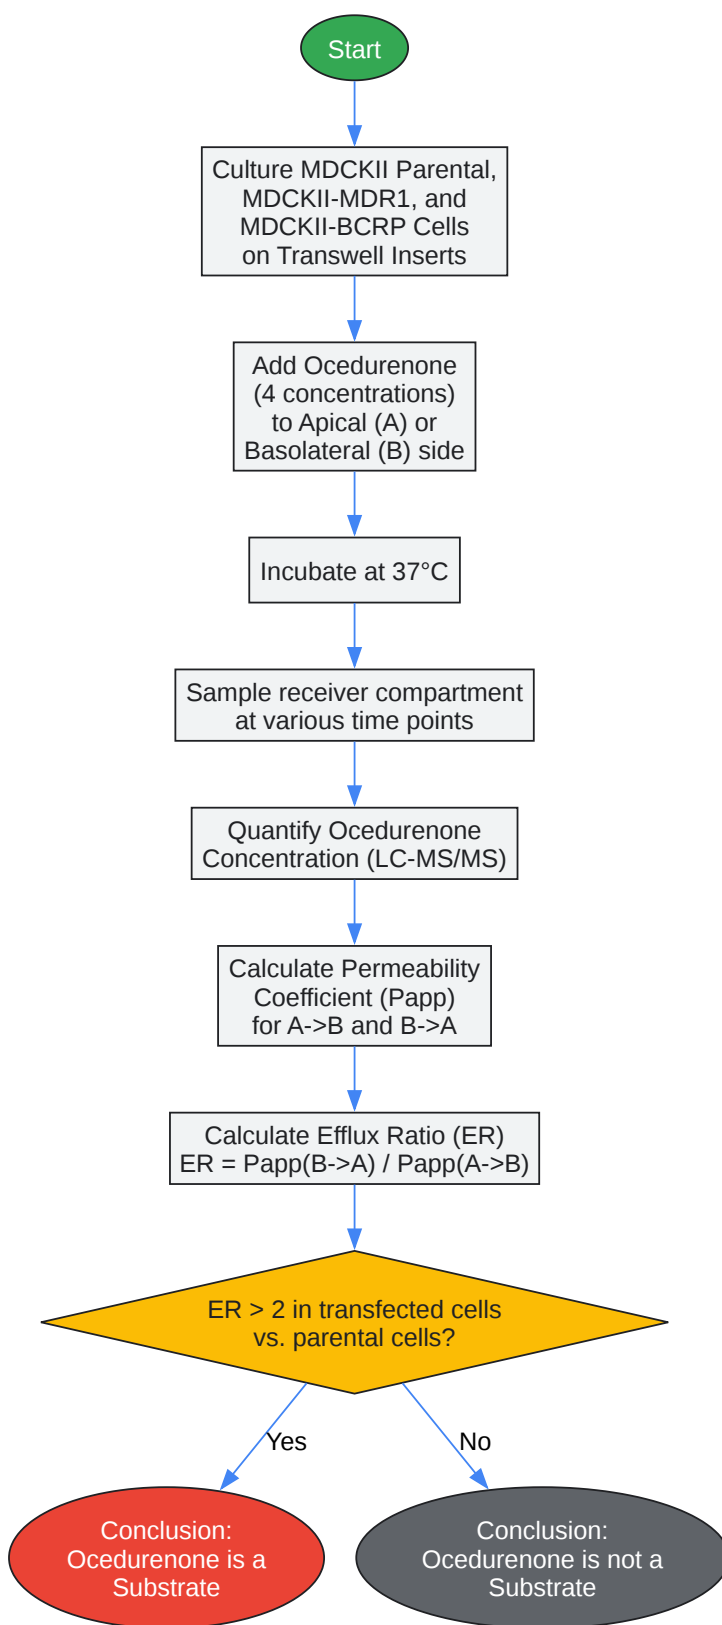 Start
Culture MDCKII Parental,
MDCKII-MDR1, and
MDCKII-BCRP Cells
on Transwell Inserts
Add Ocedurenone
(4 concentrations)
to Apical (A) or
Basolateral (B) side
Incubate at 37°C
Sample receiver compartment
at various time points
Quantify Ocedurenone
Concentration (LC-MS/MS)
Calculate Permeability
Coefficient (Papp)
for A->B and B->A
Calculate Efflux Ratio (ER)
ER = Papp(B->A) / Papp(A->B)
ER > 2 in transfected cells
vs. parental cells?
Yes
No
Conclusion:
Ocedurenone is a
Substrate
Conclusion:
Ocedurenone is not a
Substrate